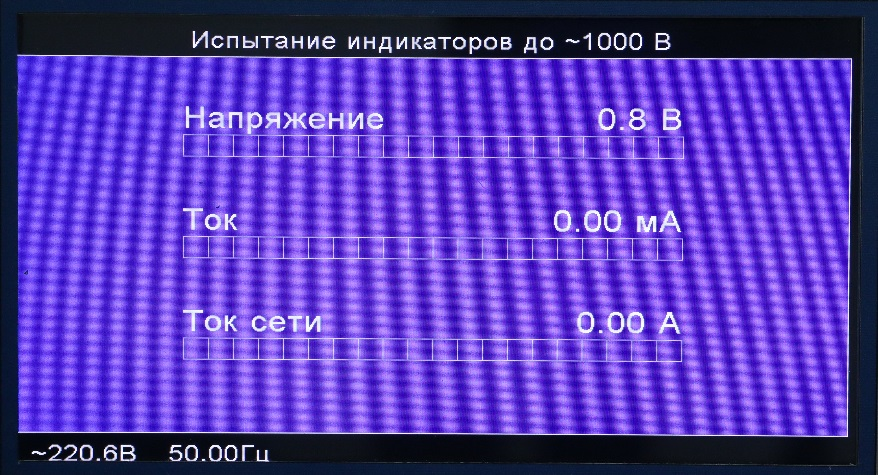 Испытание индикаторов до ~1000 В
Напряжение 0.8 В
Ток 0.00 мА
Ток сети 0.00 А
~220.6В 50.00Гц